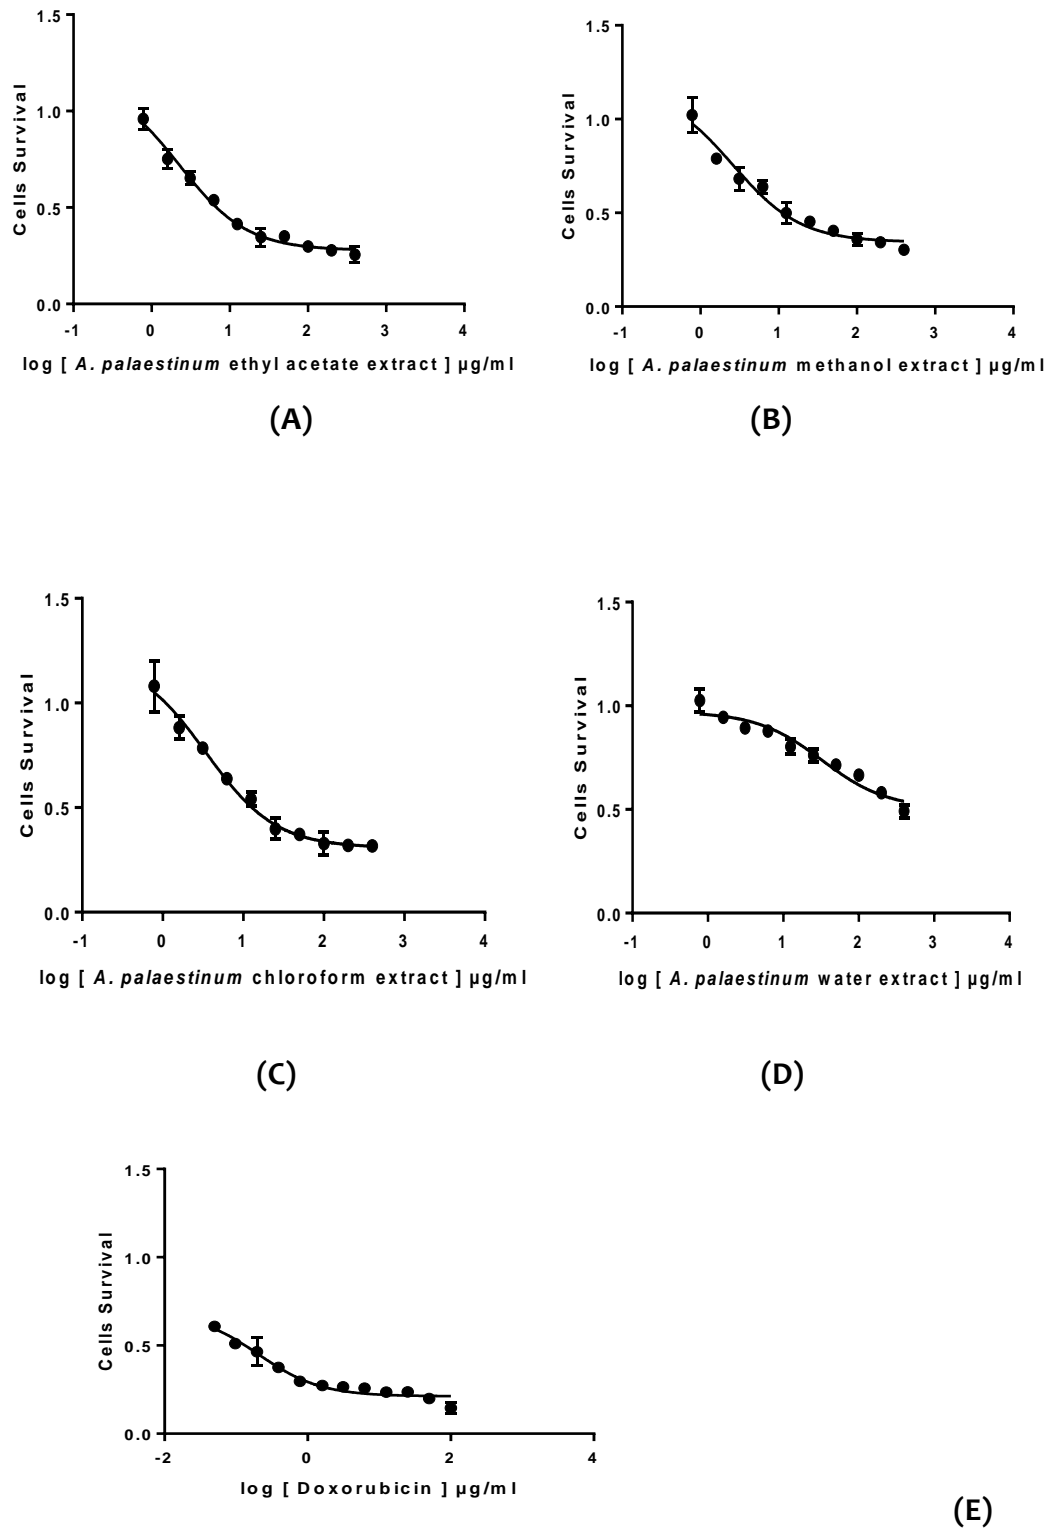 1.5
1.0
0.5
0.0
Cells Survival
-1 0 1 2 3 4
log [ A. palaestinum ethyl acetate extract ] µg/ml
(A)
1.5
1.0
0.5
0.0
Cells Survival
-1 0 1 2 3 4
log [ A. palaestinum methanol extract ] µg/ml
(B)
1.5
1.0
0.5
0.0
Cells Survival
-1 0 1 2 3 4
log [ A. palaestinum chloroform extract ] µg/ml
(C)
1.5
1.0
0.5
0.0
Cells Survival
-1 0 1 2 3 4
log [ A. palaestinum water extract ] µg/ml
(D)
1.5
1.0
0.5
0.0
Cells Survival
-2 0 2 4
log [ Doxorubicin ] µg/ml
(E)